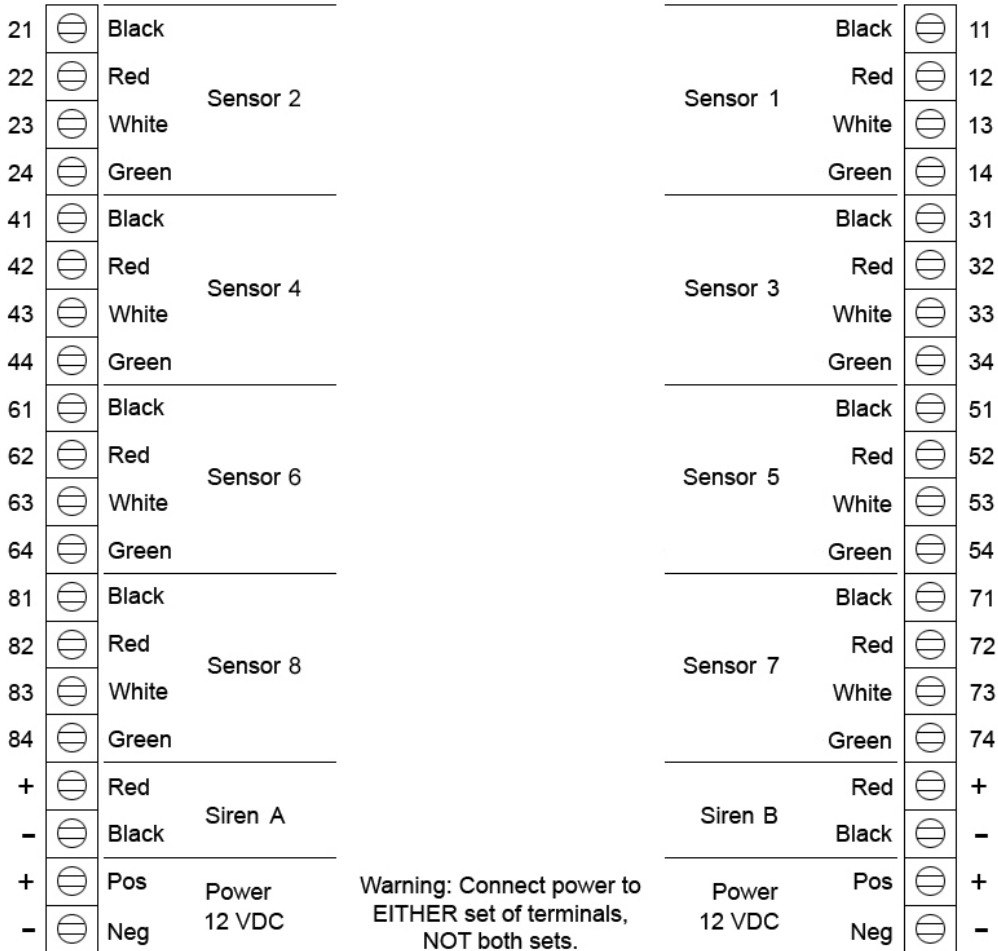 21 Black Black 11
22 Red Red 12
Sensor 2 Sensor 1
23 White White 13
24 Green Green 14
41 Black Black 31
42 Red Red 32
Sensor 4 Sensor 3
43 White White 33
44 Green Green 34
61 Black Black 51
62 Red Red 52
Sensor 6 Sensor 5
63 White White 53
64 Green Green 54
81 Black Black 71
82 Red Red 72
Sensor 8 Sensor 7
83 White White 73
84 Green Green 74
+ Red Red +
Siren A Siren B
- Black Black -
+ Pos Power Warning: Connect power to Power Pos +
12 VDC EITHER set of terminals, 12 VDC
- Neg NOT both sets. Neg -